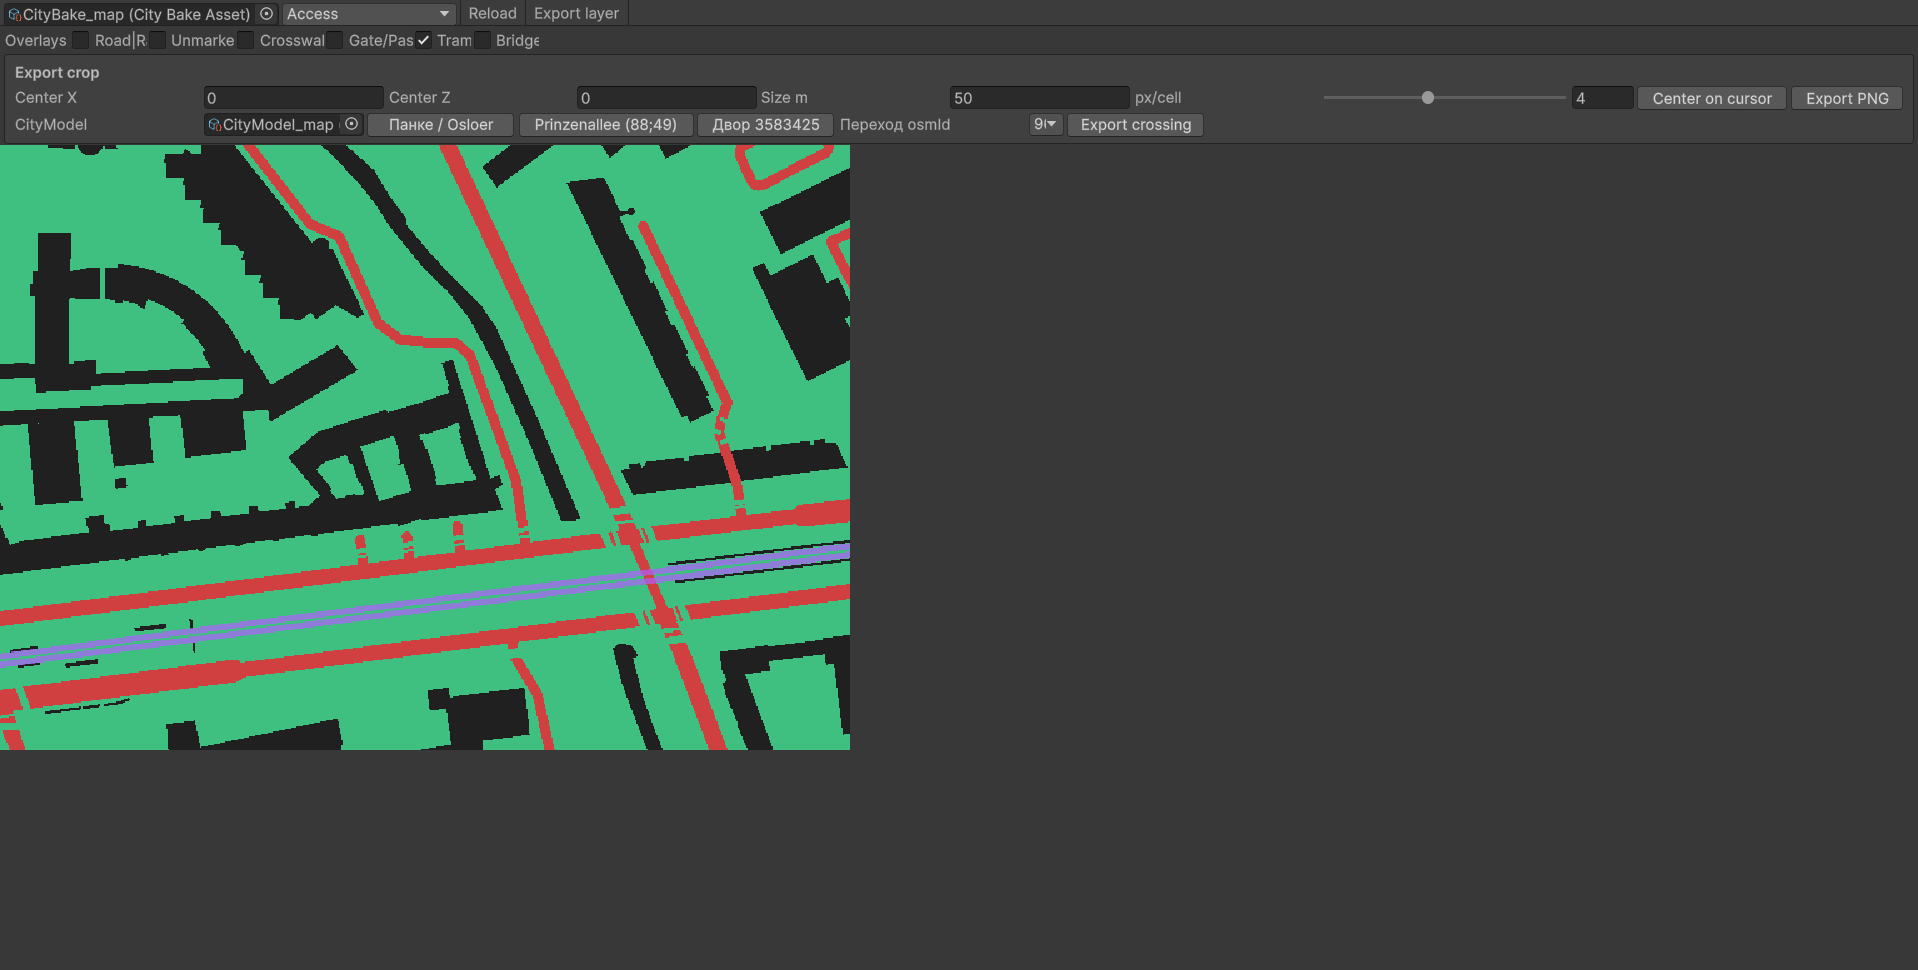 CityBake_map (City Bake Asset) Access Reload Export layer
Overlays Road|R Unmarke Crosswal Gate/Pas Tram Bridge
Export crop
Center X 0 Center Z 0 Size m 50 px/cell 4 Center on cursor Export PNG
CityModel CityModel_map Панке / Osloer Prinzenallee (88;49) Двор 3583425 Переход osmId Export crossing